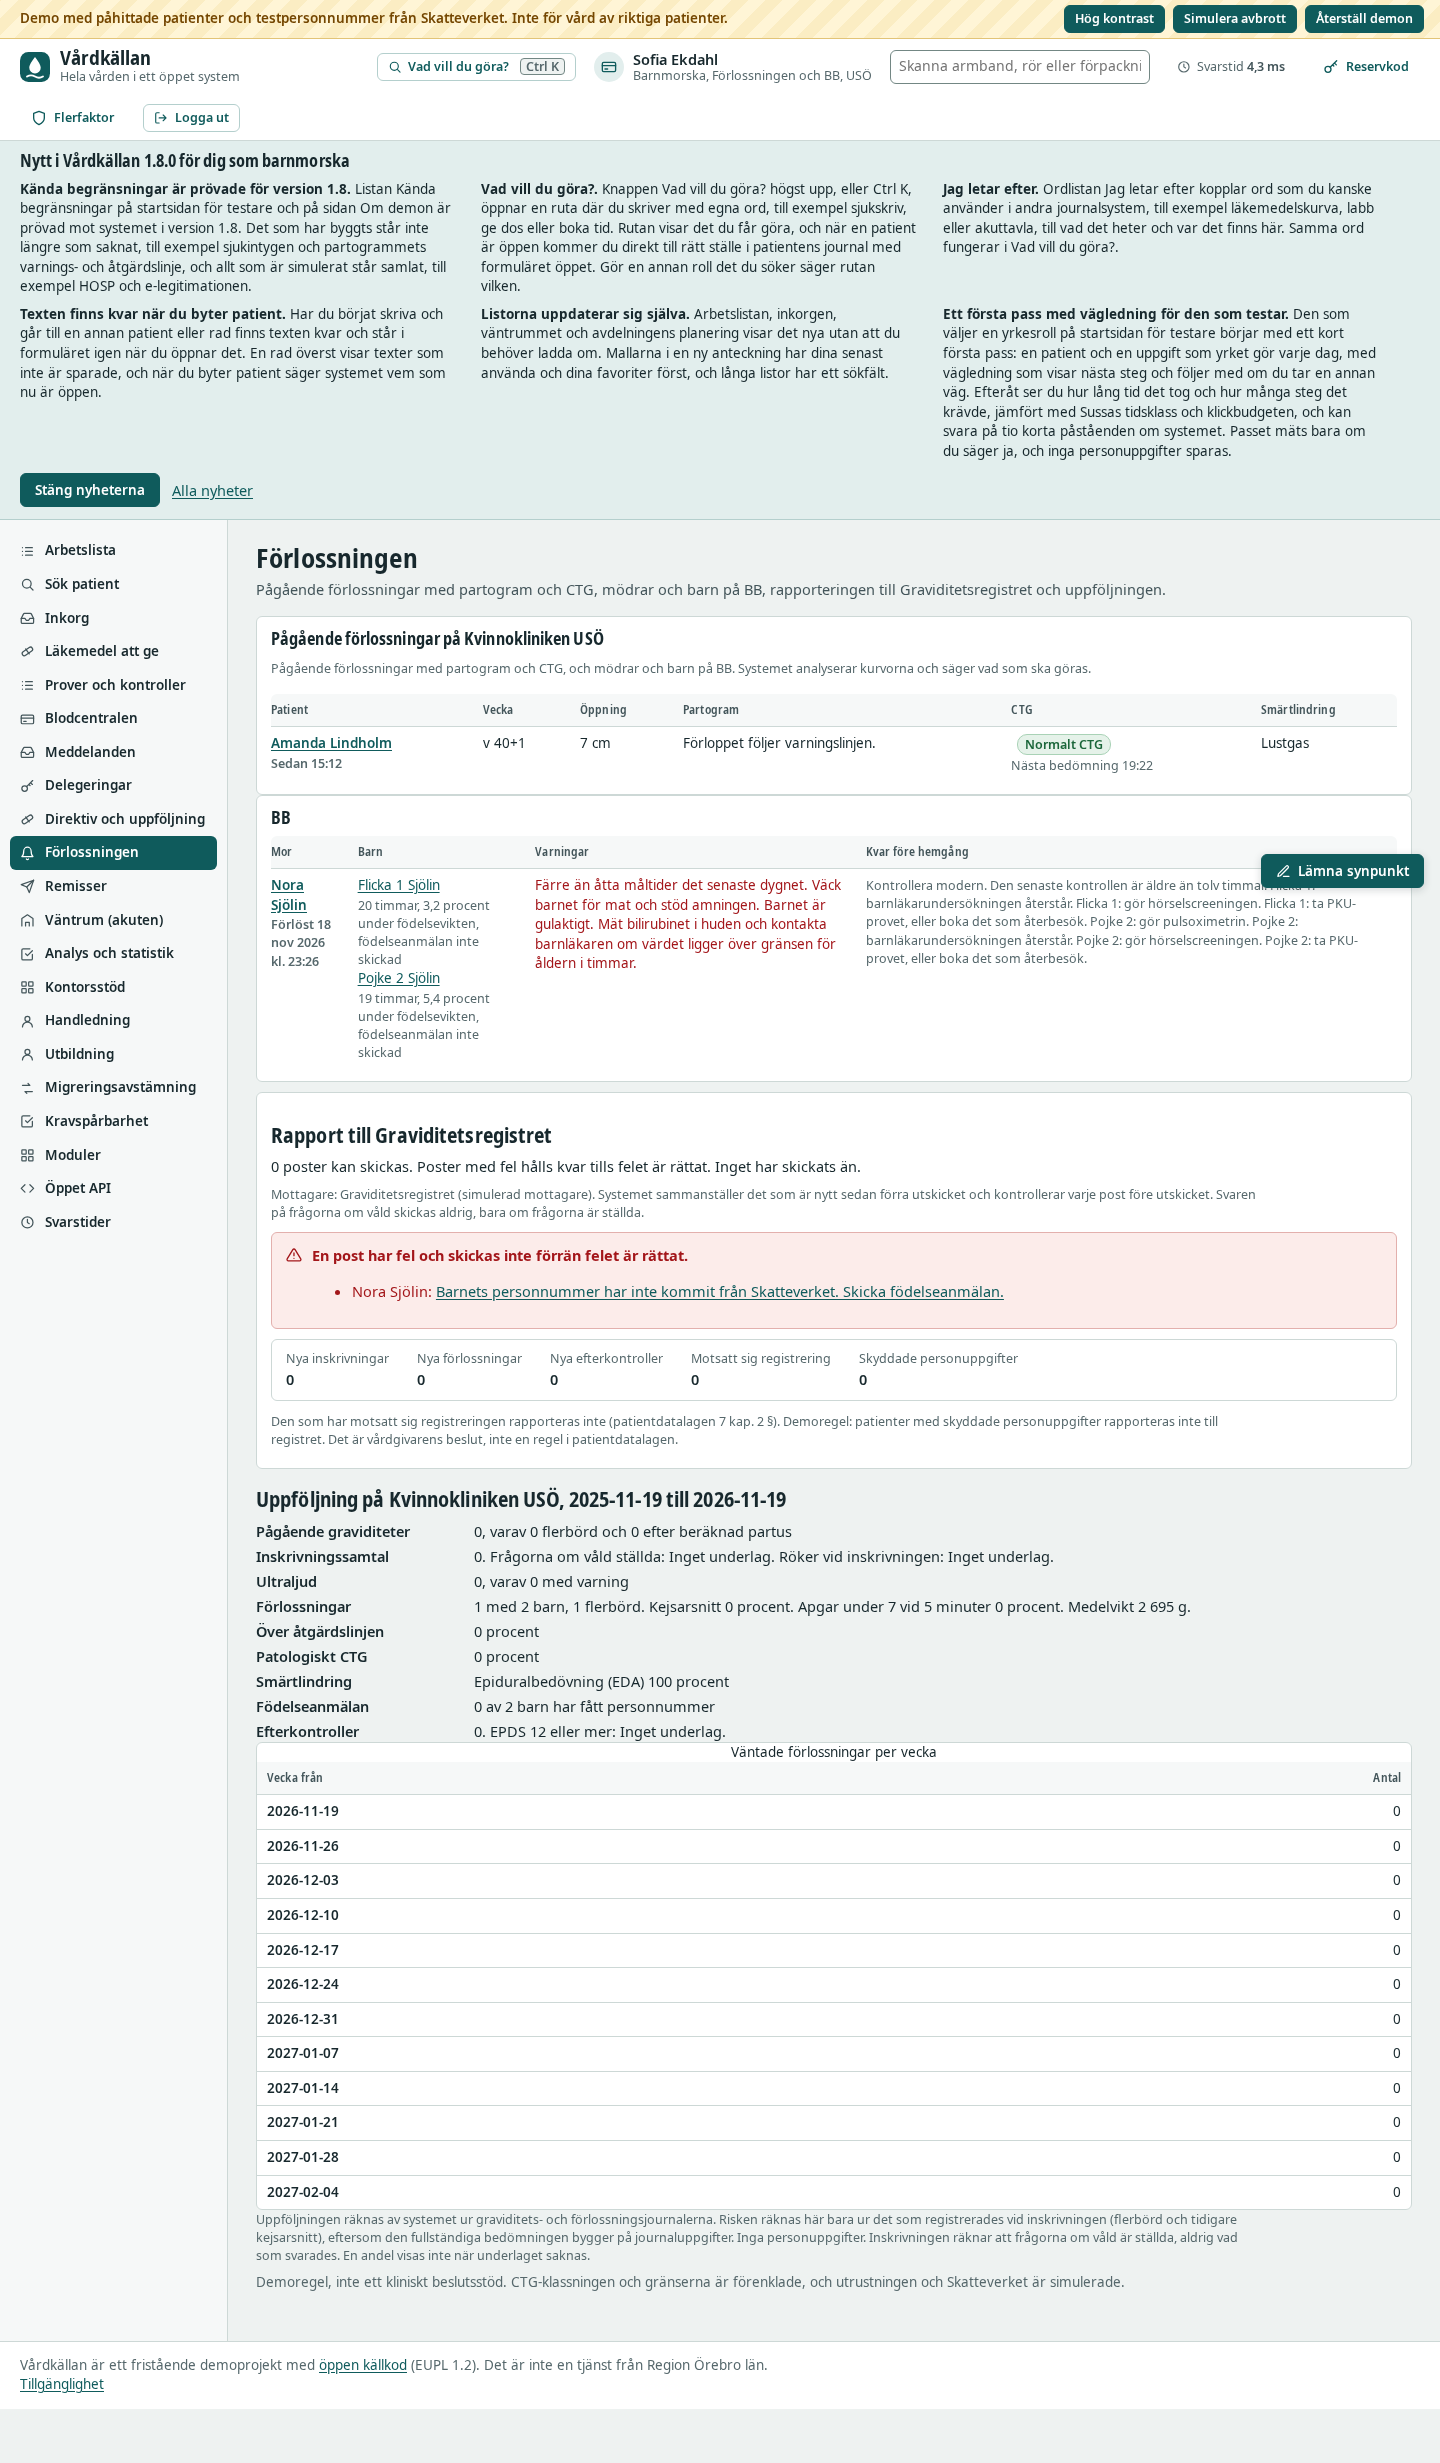 Demo med påhittade patienter och testpersonnummer från Skatteverket. Inte för vård av riktiga patienter.
Hög kontrast
Simulera avbrott
Återställ demon
Vårdkällan
Hela vården i ett öppet system
Vad vill du göra? Ctrl K
Sofia Ekdahl
Barnmorska, Förlossningen och BB, USÖ
Skanna armband, rör eller förpackni
Svarstid 4,3 ms
Reservkod
Flerfaktor
Logga ut
Nytt i Vårdkällan 1.8.0 för dig som barnmorska
Kända begränsningar är prövade för version 1.8. Listan Kända
begränsningar på startsidan för testare och på sidan Om demon är
prövad mot systemet i version 1.8. Det som har byggts står inte
längre som saknat, till exempel sjukintygen och partogrammets
varnings- och åtgärdslinje, och allt som är simulerat står samlat, till
exempel HOSP och e-legitimationen.
Vad vill du göra?. Knappen Vad vill du göra? högst upp, eller Ctrl K,
öppnar en ruta där du skriver med egna ord, till exempel sjukskriv,
ge dos eller boka tid. Rutan visar det du får göra, och när en patient
är öppen kommer du direkt till rätt ställe i patientens journal med
formuläret öppet. Gör en annan roll det du söker säger rutan
vilken.
Jag letar efter. Ordlistan Jag letar efter kopplar ord som du kanske
använder i andra journalsystem, till exempel läkemedelskurva, labb
eller akuttavla, till vad det heter och var det finns här. Samma ord
fungerar i Vad vill du göra?.
Texten finns kvar när du byter patient. Har du börjat skriva och
går till en annan patient eller rad finns texten kvar och står i
formuläret igen när du öppnar det. En rad överst visar texter som
inte är sparade, och när du byter patient säger systemet vem som
nu är öppen.
Listorna uppdaterar sig själva. Arbetslistan, inkorgen,
väntrummet och avdelningens planering visar det nya utan att du
behöver ladda om. Mallarna i en ny anteckning har dina senast
använda och dina favoriter först, och långa listor har ett sökfält.
Ett första pass med vägledning för den som testar. Den som
väljer en yrkesroll på startsidan för testare börjar med ett kort
första pass: en patient och en uppgift som yrket gör varje dag, med
vägledning som visar nästa steg och följer med om du tar en annan
väg. Efteråt ser du hur lång tid det tog och hur många steg det
krävde, jämfört med Sussas tidsklass och klickbudgeten, och kan
svara på tio korta påståenden om systemet. Passet mäts bara om
du säger ja, och inga personuppgifter sparas.
Stäng nyheterna
Alla nyheter
Arbetslista
Sök patient
Inkorg
Läkemedel att ge
Prover och kontroller
Blodcentralen
Meddelanden
Delegeringar
Direktiv och uppföljning
Förlossningen
Remisser
Väntrum (akuten)
Analys och statistik
Kontorsstöd
Handledning
Utbildning
Migreringsavstämning
Kravspårbarhet
Moduler
Öppet API
Svarstider
Förlossningen
Pågående förlossningar med partogram och CTG, mödrar och barn på BB, rapporteringen till Graviditetsregistret och uppföljningen.
Pågående förlossningar på Kvinnokliniken USÖ
Pågående förlossningar med partogram och CTG, och mödrar och barn på BB. Systemet analyserar kurvorna och säger vad som ska göras.
Patient Vecka Öppning Partogram CTG Smärtlindring
Amanda Lindholm v 40+1 7 cm Förloppet följer varningslinjen. Normalt CTG Lustgas
Sedan 15:12 Nästa bedömning 19:22
BB
Mor Barn Varningar Kvar före hemgång
Nora
Sjölin
Förlöst 18
nov 2026
kl. 23:26
Flicka 1 Sjölin
20 timmar, 3,2 procent
under födelsevikten,
födelseanmälan inte
skickad
Pojke 2 Sjölin
19 timmar, 5,4 procent
under födelsevikten,
födelseanmälan inte
skickad
Färre än åtta måltider det senaste dygnet. Väck
barnet för mat och stöd amningen. Barnet är
gulaktigt. Mät bilirubinet i huden och kontakta
barnläkaren om värdet ligger över gränsen för
åldern i timmar.
Kontrollera modern. Den senaste kontrollen är äldre än tolv timmar.
barnläkarundersökningen återstår. Flicka 1: gör hörselscreeningen. Flicka 1: ta PKU-
provet, eller boka det som återbesök. Pojke 2: gör pulsoximetrin. Pojke 2:
barnläkarundersökningen återstår. Pojke 2: gör hörselscreeningen. Pojke 2: ta PKU-
provet, eller boka det som återbesök.
Lämna synpunkt
Rapport till Graviditetsregistret
0 poster kan skickas. Poster med fel hålls kvar tills felet är rättat. Inget har skickats än.
Mottagare: Graviditetsregistret (simulerad mottagare). Systemet sammanställer det som är nytt sedan förra utskicket och kontrollerar varje post före utskicket. Svaren
på frågorna om våld skickas aldrig, bara om frågorna är ställda.
En post har fel och skickas inte förrän felet är rättat.
• Nora Sjölin: Barnets personnummer har inte kommit från Skatteverket. Skicka födelseanmälan.
Nya inskrivningar Nya förlossningar Nya efterkontroller Motsatt sig registrering Skyddade personuppgifter
0 0 0 0 0
Den som har motsatt sig registreringen rapporteras inte (patientdatalagen 7 kap. 2 §). Demoregel: patienter med skyddade personuppgifter rapporteras inte till
registret. Det är vårdgivarens beslut, inte en regel i patientdatalagen.
Uppföljning på Kvinnokliniken USÖ, 2025-11-19 till 2026-11-19
Pågående graviditeter 0, varav 0 flerbörd och 0 efter beräknad partus
Inskrivningssamtal 0. Frågorna om våld ställda: Inget underlag. Röker vid inskrivningen: Inget underlag.
Ultraljud 0, varav 0 med varning
Förlossningar 1 med 2 barn, 1 flerbörd. Kejsarsnitt 0 procent. Apgar under 7 vid 5 minuter 0 procent. Medelvikt 2 695 g.
Över åtgärdslinjen 0 procent
Patologiskt CTG 0 procent
Smärtlindring Epiduralbedövning (EDA) 100 procent
Födelseanmälan 0 av 2 barn har fått personnummer
Efterkontroller 0. EPDS 12 eller mer: Inget underlag.
Väntade förlossningar per vecka
Vecka från Antal
2026-11-19 0
2026-11-26 0
2026-12-03 0
2026-12-10 0
2026-12-17 0
2026-12-24 0
2026-12-31 0
2027-01-07 0
2027-01-14 0
2027-01-21 0
2027-01-28 0
2027-02-04 0
Uppföljningen räknas av systemet ur graviditets- och förlossningsjournalerna. Risken räknas här bara ur det som registrerades vid inskrivningen (flerbörd och tidigare
kejsarsnitt), eftersom den fullständiga bedömningen bygger på journaluppgifter. Inga personuppgifter. Inskrivningen räknar att frågorna om våld är ställda, aldrig vad
som svarades. En andel visas inte när underlaget saknas.
Demoregel, inte ett kliniskt beslutsstöd. CTG-klassningen och gränserna är förenklade, och utrustningen och Skatteverket är simulerade.
Vårdkällan är ett fristående demoprojekt med öppen källkod (EUPL 1.2). Det är inte en tjänst från Region Örebro län.
Tillgänglighet